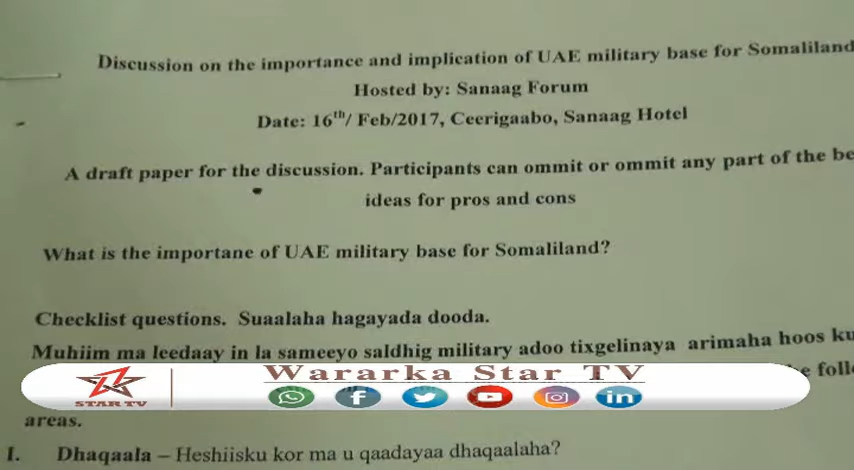 Discussion on the importance and implication of UAE military base for Somaliland
Hosted by: Sanaag Forum
Date: 16th/ Feb/2017, Ceerigaabo, Sanaag Hotel
A draft paper for the discussion. Participants can ommit or ommit any part of the be
ideas for pros and cons
What is the importane of UAE military base for Somaliland?
Checklist questions. Suaalaha hagayada dooda.
Muhiim ma leedaay in la sameeyo saldhig military adoo tixgelinaya arimaha hoos ku
Wararka Star TV
STAR TV
in
e follo
areas.
I. Dhaqaala – Heshiisku kor ma u qaadayaa dhaqaalaha?